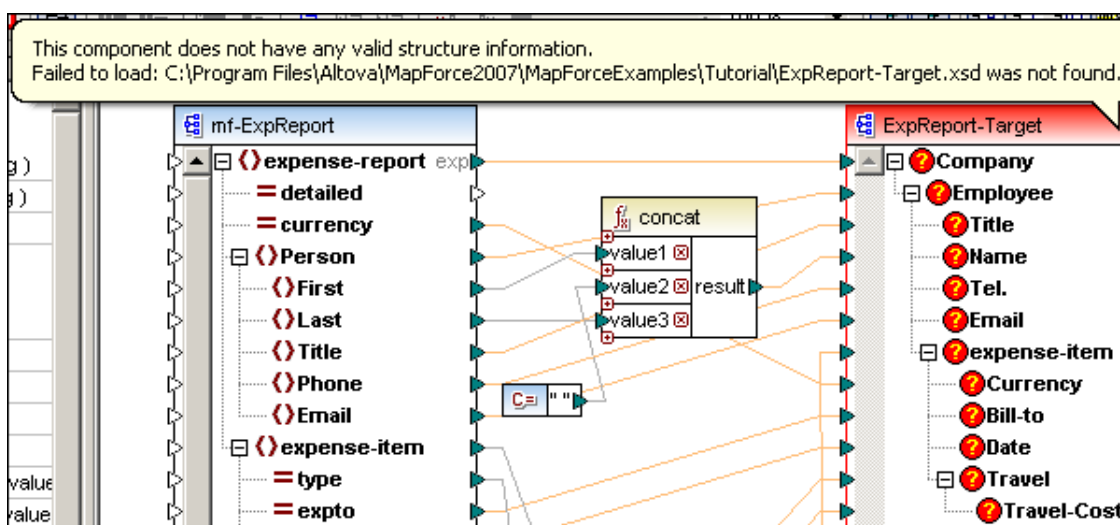 This component does not have any valid structure information.
Failed to load: C:\Program Files\Altova\MapForce2007\MapForceExamples\Tutorial\ExpReport-Target.xsd was not found.
mf-ExpReport
expense-report exp
detailed
currency
Person
First
Last
Title
Phone
Email
expense-item
type
expto
f(x) concat
value1
value2 result
value3
C= " "
ExpReport-Target
Company
Employee
Title
Name
Tel.
Email
expense-item
Currency
Bill-to
Date
Travel
Travel-Cost
g )
)
value
value